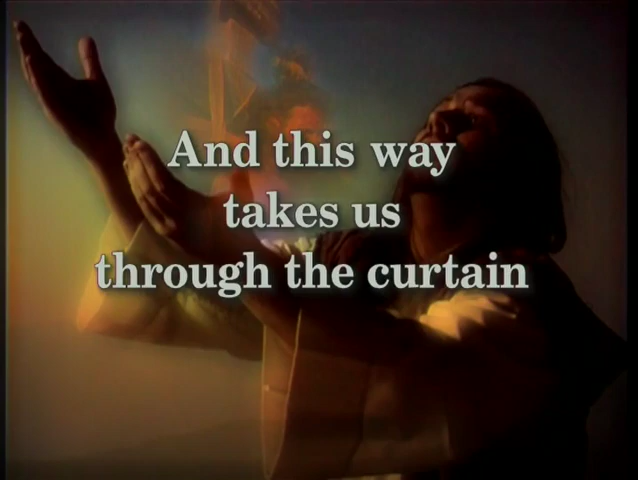 And this way
takes us
through the curtain